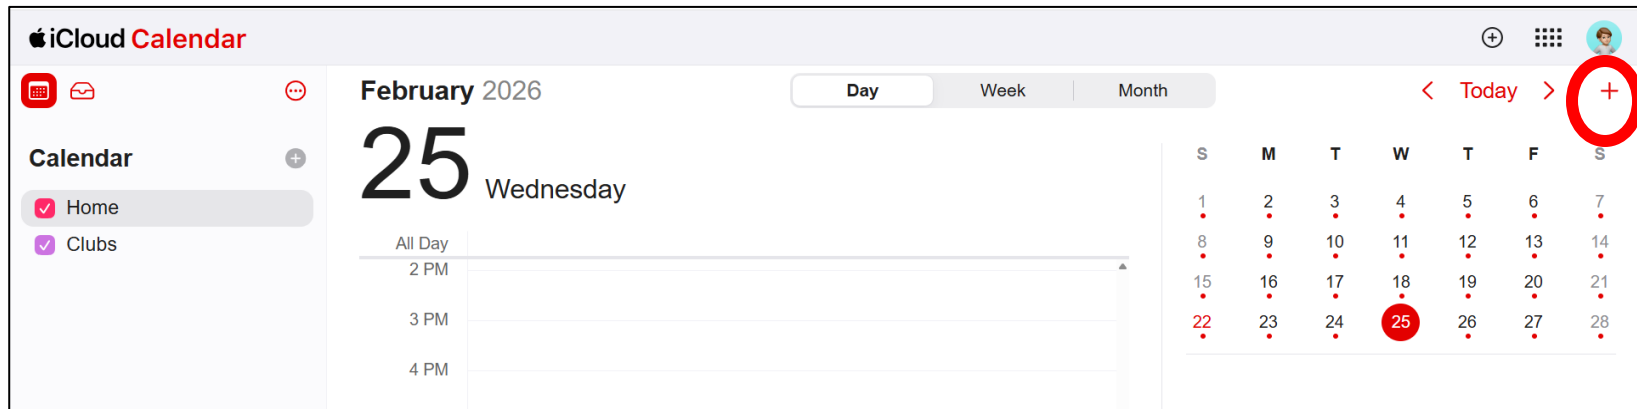 iCloud Calendar
Calendar
Home
Clubs
February 2026
Day Week Month
Today
25 Wednesday
All Day
2 PM
3 PM
4 PM
S M T W T F S
1 2 3 4 5 6 7
8 9 10 11 12 13 14
15 16 17 18 19 20 21
22 23 24 25 26 27 28